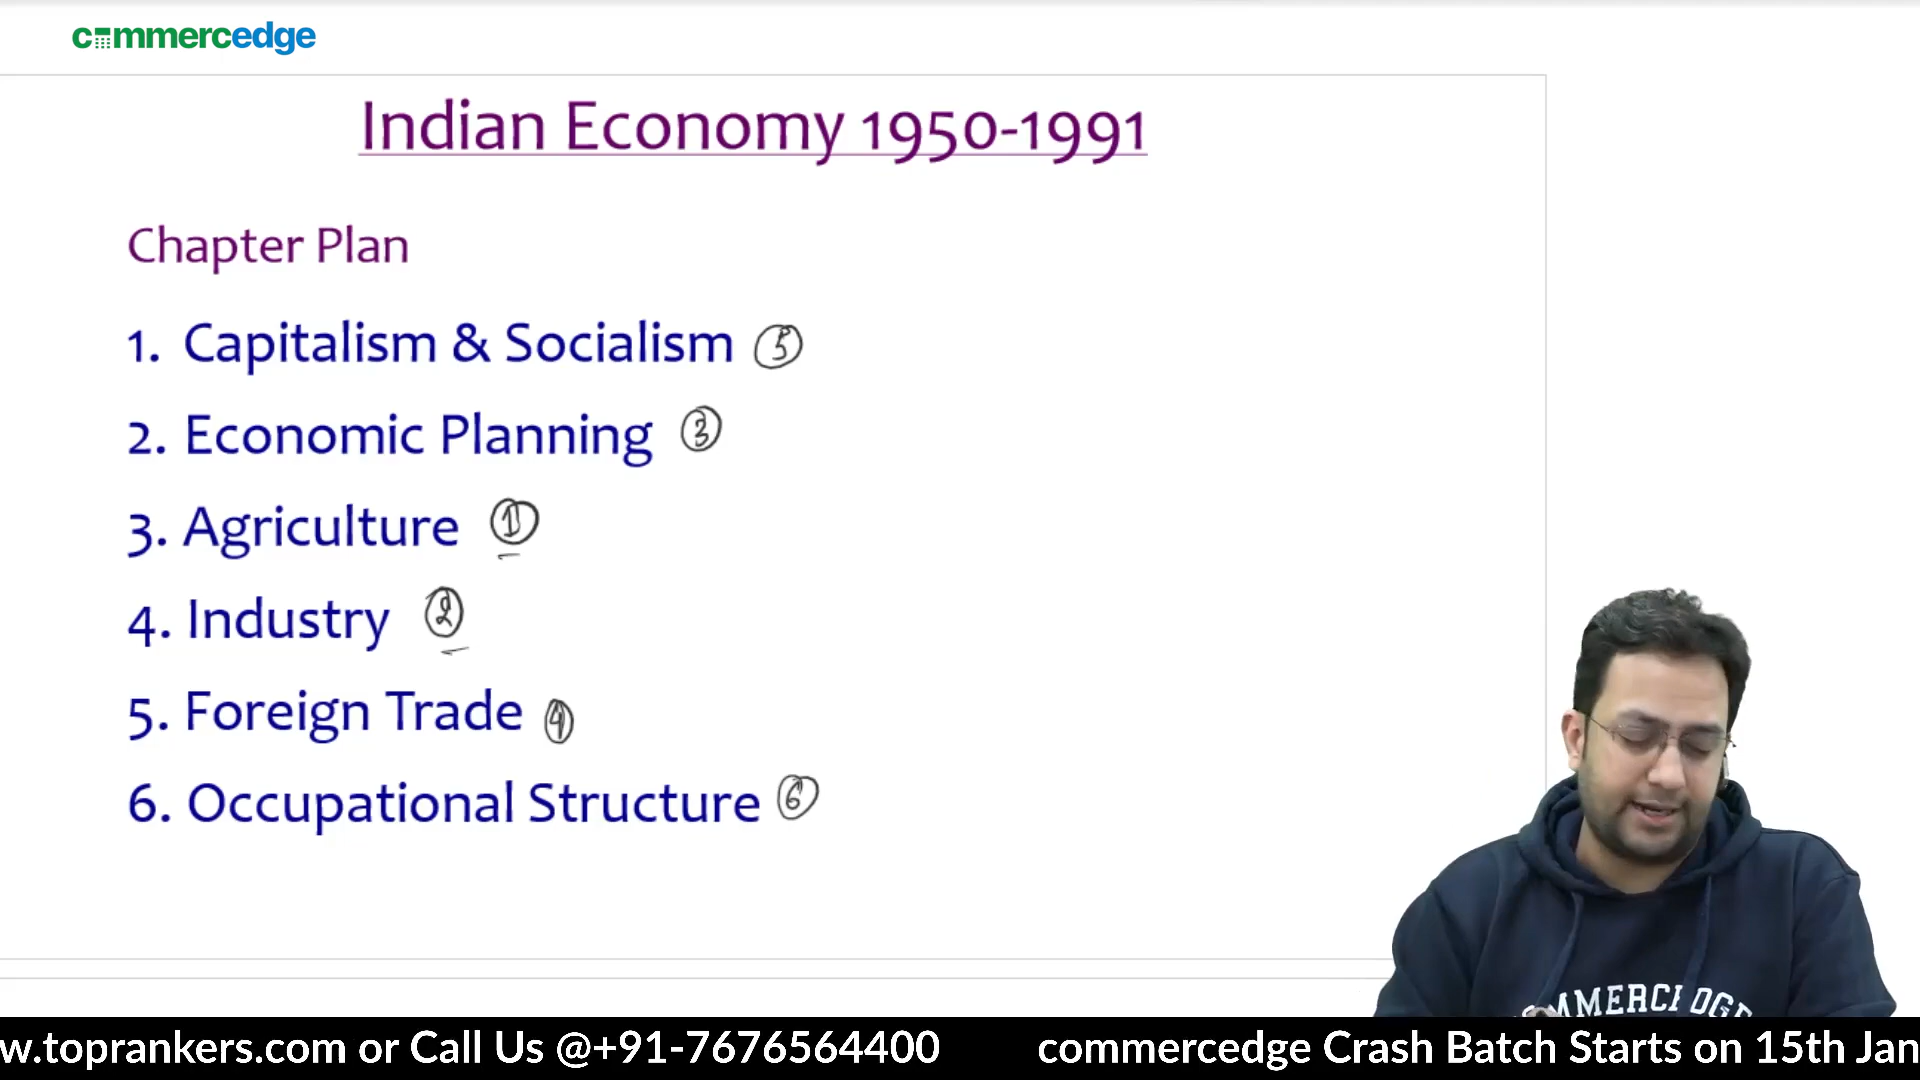 commercedge
Indian Economy 1950-1991
Chapter Plan
1. Capitalism & Socialism 5
2. Economic Planning 3
3. Agriculture 1
4. Industry 2
5. Foreign Trade 4
6. Occupational Structure 6
w.toprankers.com or Call Us @+91-7676564400 commercedge Crash Batch Starts on 15th Jan